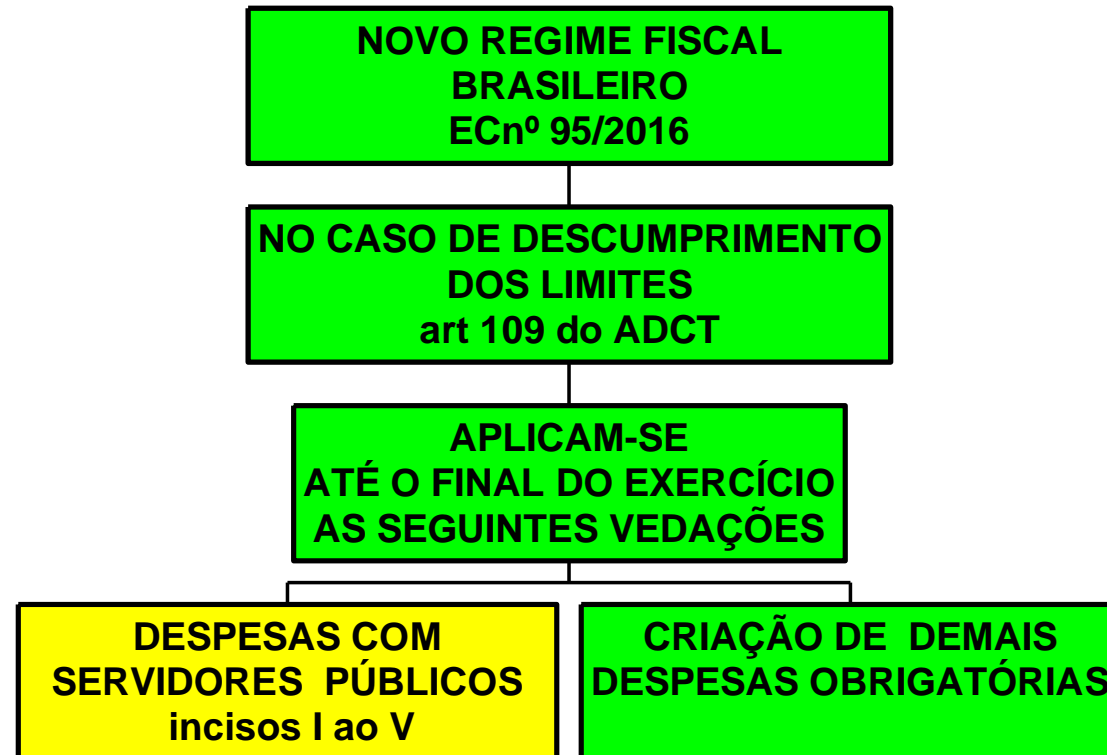 NOVO REGIME FISCAL
BRASILEIRO
ECnº 95/2016
NO CASO DE DESCUMPRIMENTO
DOS LIMITES
art 109 do ADCT
APLICAM-SE
ATÉ O FINAL DO EXERCÍCIO
AS SEGUINTES VEDAÇÕES
DESPESAS COM
SERVIDORES PÚBLICOS
incisos I ao V
CRIAÇÃO DE DEMAIS
DESPESAS OBRIGATÓRIAS